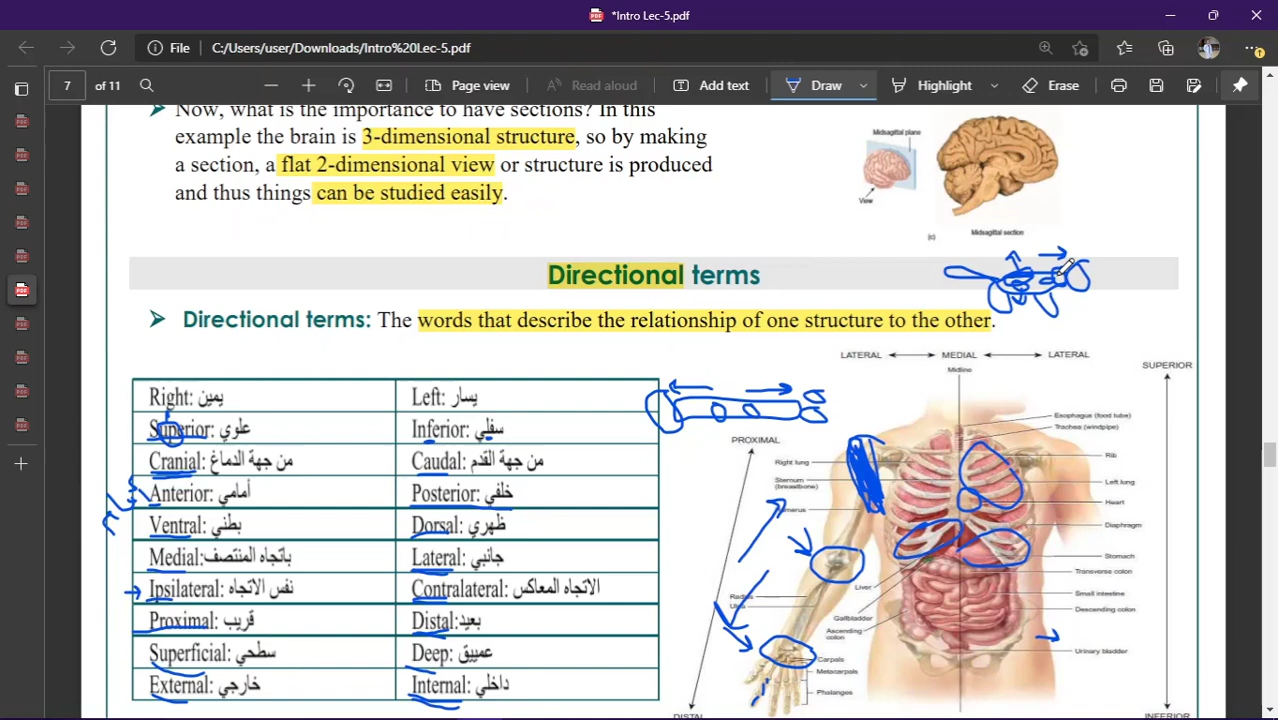 *Intro Lec-5.pdf
File C:/Users/user/Downloads/Intro%20Lec-5.pdf
7 of 11 Page view Read aloud Add text Draw Highlight Erase
Now, what is the importance to have sections? In this
example the brain is 3-dimensional structure, so by making
a section, a flat 2-dimensional view or structure is produced
and thus things can be studied easily.
Midsagittal plane
View
(c) Midsagittal section
Directional terms
Directional terms: The words that describe the relationship of one structure to the other.
Right: يمين Left: يسار
Superior: علوي Inferior: سفلي
Cranial: من جهة الدماغ Caudal: من جهة القدم
Anterior: أمامي Posterior: خلفي
Ventral: بطني Dorsal: ظهري
Medial: باتجاه المنتصف Lateral: جانبي
Ipsilateral: نفس الاتجاه Contralateral: الاتجاه المعاكس
Proximal: قريب Distal: بعيد
Superficial: سطحي Deep: عميق
External: خارجي Internal: داخلي
LATERAL MEDIAL LATERAL
Midline
SUPERIOR
Esophagus (food tube)
Trachea (windpipe)
PROXIMAL
Right lung
Rib
Sternum
(breastbone)
Left lung
Heart
Humerus
Diaphragm
Stomach
Transverse colon
Liver
Radius
Ulna
Small intestine
Descending colon
Gallbladder
Ascending
colon
Urinary bladder
Carpals
Metacarpals
Phalanges
DISTAL
INFERIOR